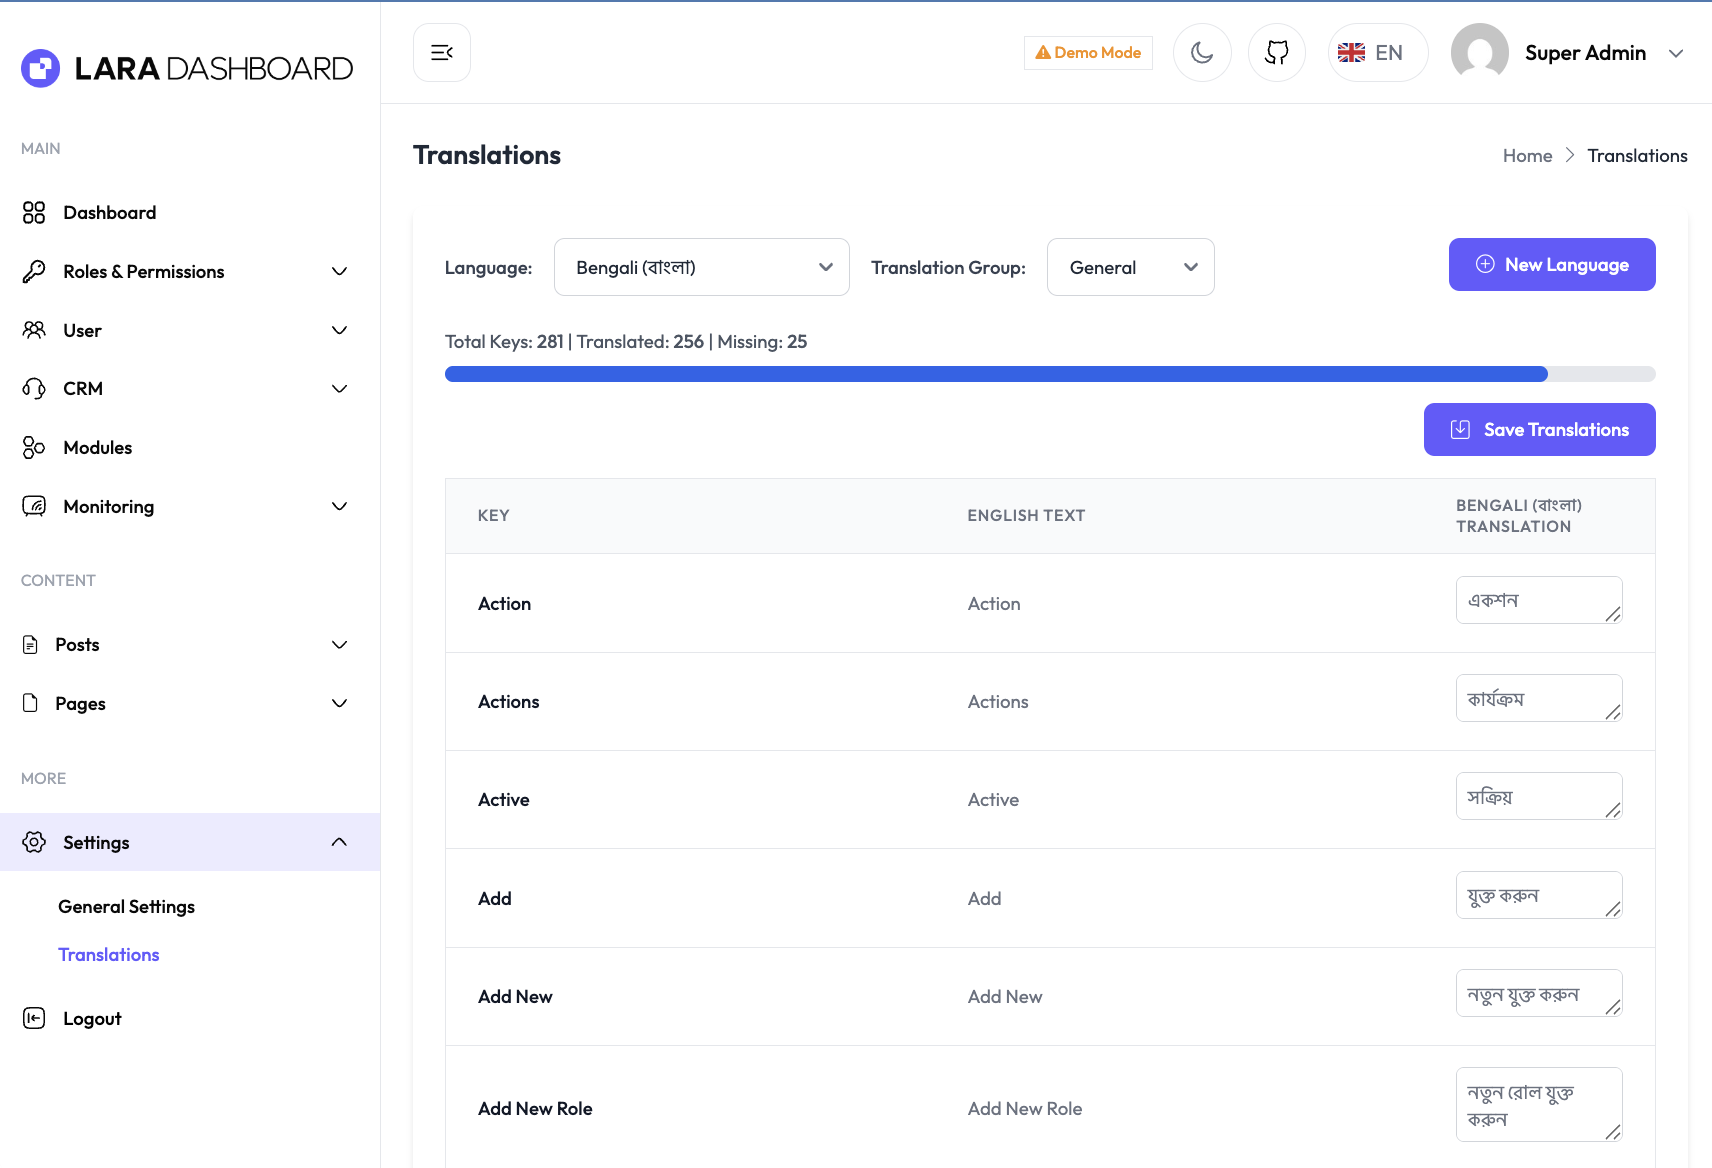 LARA DASHBOARD
Demo Mode
EN
Super Admin
MAIN
Dashboard
Roles & Permissions
User
CRM
Modules
Monitoring
CONTENT
Posts
Pages
MORE
Settings
General Settings
Translations
Logout
Translations
Home > Translations
Language: Bengali (বাংলা) Translation Group: General
New Language
Total Keys: 281 | Translated: 256 | Missing: 25
Save Translations
KEY ENGLISH TEXT BENGALI (বাংলা)
TRANSLATION
Action Action একশন
Actions Actions কার্যক্রম
Active Active সক্রিয়
Add Add যুক্ত করুন
Add New Add New নতুন যুক্ত করুন
Add New Role Add New Role নতুন রোল যুক্ত
করুন